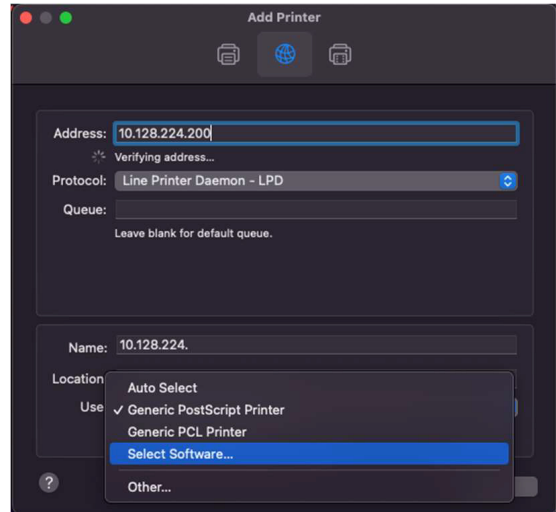 Add Printer
Address: 10.128.224.200
Verifying address...
Protocol: Line Printer Daemon - LPD
Queue:
Leave blank for default queue.
Name: 10.128.224.
Location
Auto Select
Use ✓ Generic PostScript Printer
Generic PCL Printer
Select Software...
? Other...